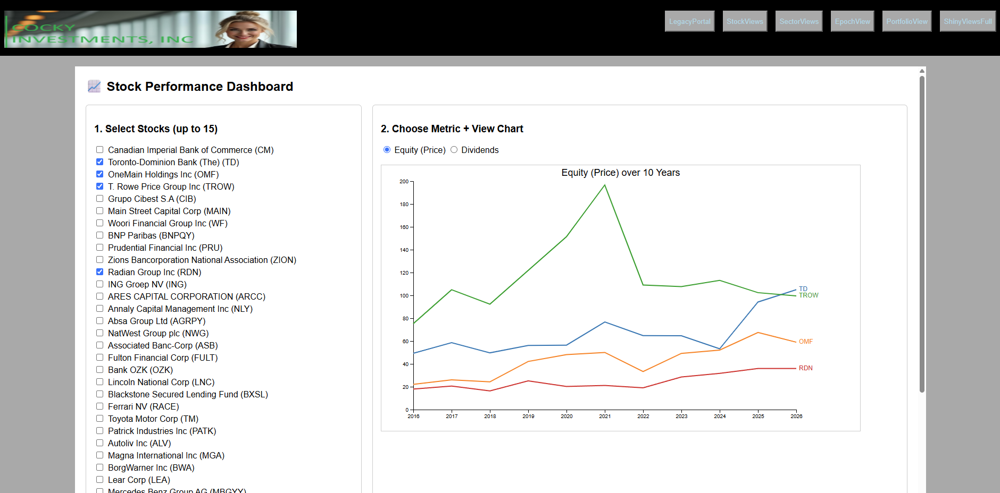 COCKY
INVESTMENTS, INC
LegacyPortal
StockViews
SectorViews
EpochView
PortfolioView
ShinyViewsFull
Stock Performance Dashboard
1. Select Stocks (up to 15)
Canadian Imperial Bank of Commerce (CM)
Toronto-Dominion Bank (The) (TD)
OneMain Holdings Inc (OMF)
T. Rowe Price Group Inc (TROW)
Grupo Cibest S.A (CIB)
Main Street Capital Corp (MAIN)
Woori Financial Group Inc (WF)
BNP Paribas (BNPQY)
Prudential Financial Inc (PRU)
Zions Bancorporation National Association (ZION)
Radian Group Inc (RDN)
ING Groep NV (ING)
ARES CAPITAL CORPORATION (ARCC)
Annaly Capital Management Inc (NLY)
Absa Group Ltd (AGRPY)
NatWest Group plc (NWG)
Associated Banc-Corp (ASB)
Fulton Financial Corp (FULT)
Bank OZK (OZK)
Lincoln National Corp (LNC)
Blackstone Secured Lending Fund (BXSL)
Ferrari NV (RACE)
Toyota Motor Corp (TM)
Patrick Industries Inc (PATK)
Autoliv Inc (ALV)
Magna International Inc (MGA)
BorgWarner Inc (BWA)
Lear Corp (LEA)
Mercedes Benz Group AG (MBGYY)
2. Choose Metric + View Chart
Equity (Price) Dividends
Equity (Price) over 10 Years
200
180
160
140
120
100
80
60
40
20
0
2016 2017 2018 2019 2020 2021 2022 2023 2024 2025 2026
TD
TROW
OMF
RDN